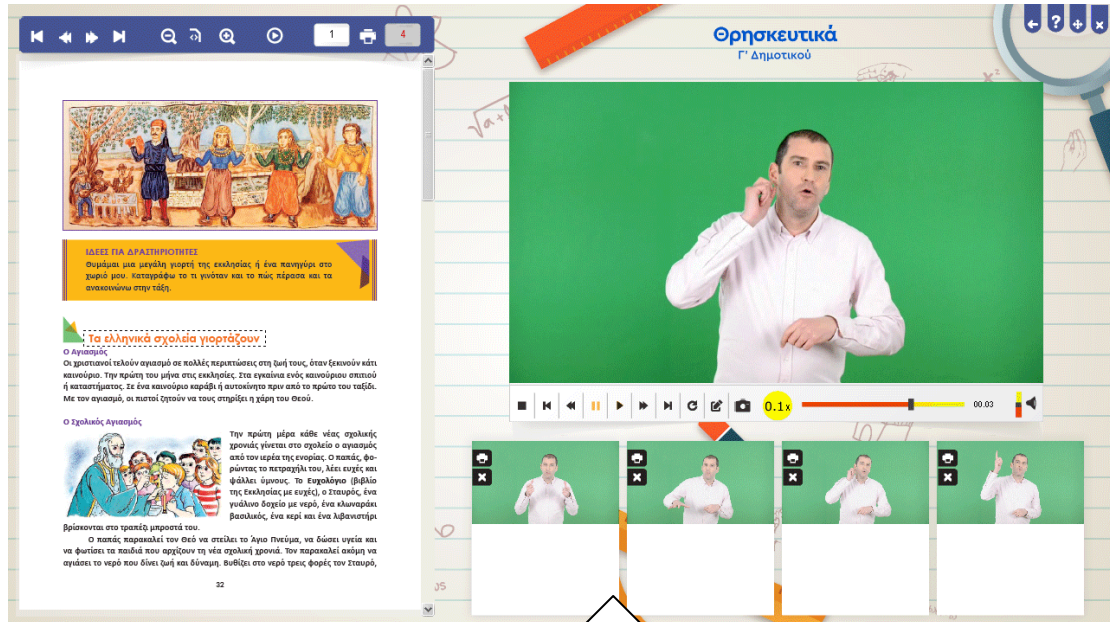 1
4
Θρησκευτικά
Γ' Δημοτικού
ΙΔΕΕΣ ΓΙΑ ΔΡΑΣΤΗΡΙΟΤΗΤΕΣ
Θυμάμαι μια μεγάλη γιορτή της εκκλησίας ή ένα πανηγύρι στο
χωριό μου. Καταγράφω το τι γινόταν και το πώς πέρασα και τα
ανακοινώνω στην τάξη.
Τα ελληνικά σχολεία γιορτάζουν
Ο Αγιασμός
Οι χριστιανοί τελούν αγιασμό σε πολλές περιπτώσεις στη ζωή τους, όταν ξεκινούν κάτι
καινούριο. Την πρώτη του μήνα στις εκκλησίες. Στα εγκαίνια ενός καινούριου σπιτιού
ή καταστήματος. Σε ένα καινούριο καράβι ή αυτοκίνητο πριν από το πρώτο του ταξίδι.
Με τον αγιασμό, οι πιστοί ζητούν να τους στηρίξει η χάρη του Θεού.
Ο Σχολικός Αγιασμός
Την πρώτη μέρα κάθε νέας σχολικής
χρονιάς γίνεται στο σχολείο ο αγιασμός
από τον ιερέα της ενορίας. Ο παπάς, φο-
ρώντας το πετραχήλι του, λέει ευχές και
ψάλλει ύμνους. Το Ευχολόγιο (βιβλίο
της Εκκλησίας με ευχές), ο Σταυρός, ένα
γυάλινο δοχείο με νερό, ένα κλωναράκι
βασιλικός, ένα κερί και ένα λιβανιστήρι
βρίσκονται στο τραπέζι μπροστά του.
Ο παπάς παρακαλεί τον Θεό να στείλει το Άγιο Πνεύμα, να δώσει υγεία και
να φωτίσει τα παιδιά που αρχίζουν τη νέα σχολική χρονιά. Τον παρακαλεί ακόμη να
αγιάσει το νερό που δίνει ζωή και δύναμη. Βυθίζει στο νερό τρεις φορές τον Σταυρό,
32
0.1x
00.03